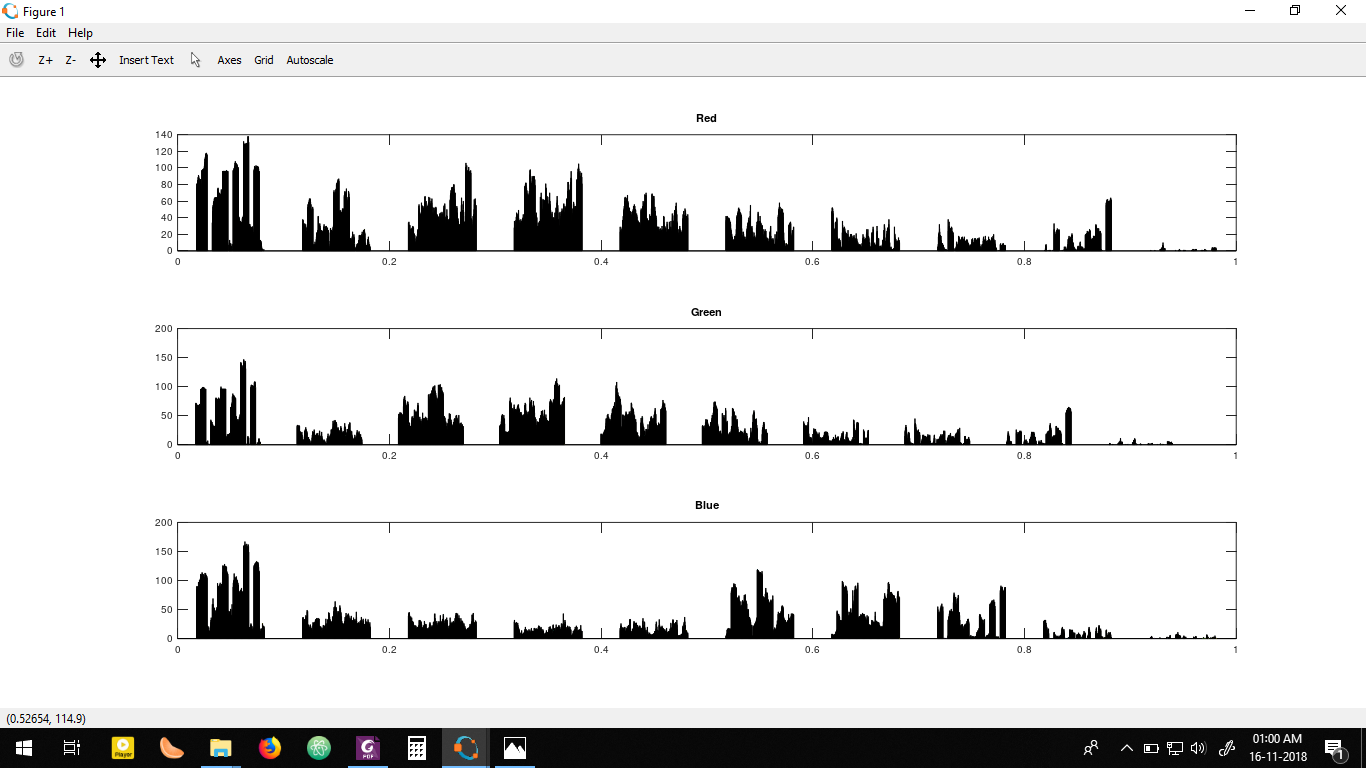 Figure 1
File Edit Help
Z+ Z- Insert Text Axes Grid Autoscale
Red
140
120
100
80
60
40
20
0
0 0.2 0.4 0.6 0.8 1
Green
200
150
100
50
0
0 0.2 0.4 0.6 0.8 1
Blue
200
150
100
50
0
0 0.2 0.4 0.6 0.8 1
(0.52654, 114.9)
Player
PDF
01:00 AM
16-11-2018
1